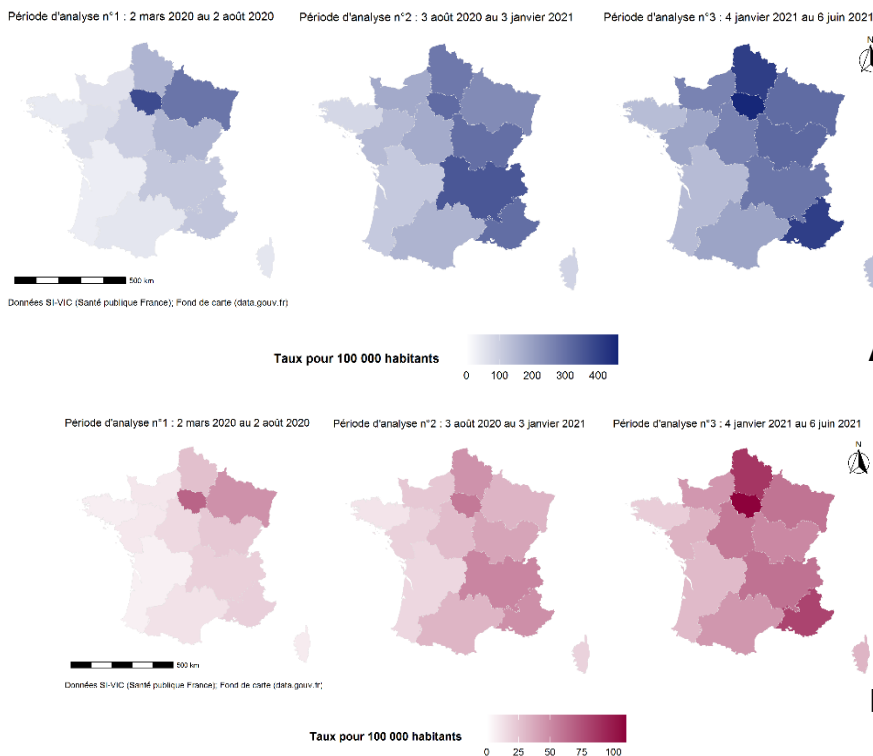 Période d'analyse n°1 : 2 mars 2020 au 2 août 2020
Période d'analyse n°2 : 3 août 2020 au 3 janvier 2021
Période d'analyse n°3 : 4 janvier 2021 au 6 juin 2021
N
500 km
Données SI-VIC (Santé publique France); Fond de carte (data.gouv.fr)
Taux pour 100 000 habitants
0 100 200 300 400
Période d'analyse n°1 : 2 mars 2020 au 2 août 2020
Période d'analyse n°2 : 3 août 2020 au 3 janvier 2021
Période d'analyse n°3 : 4 janvier 2021 au 6 juin 2021
N
500 km
Données SI-VIC (Santé publique France); Fond de carte (data.gouv.fr)
Taux pour 100 000 habitants
0 25 50 75 100